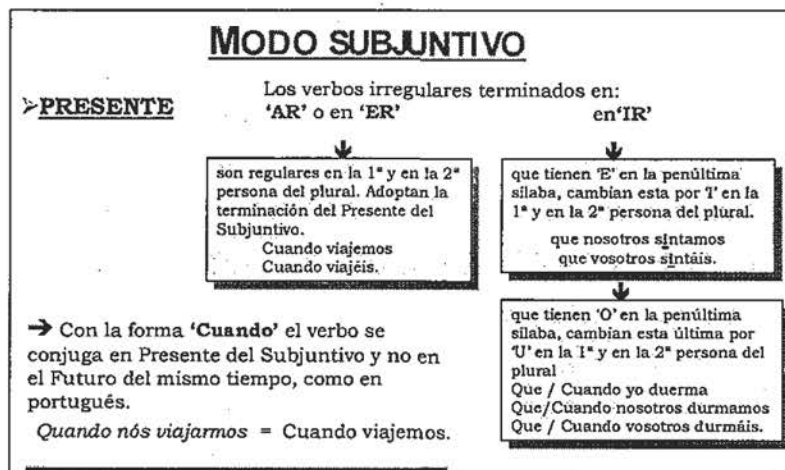 MODO SUBJUNTIVO
➢PRESENTE
Los verbos irregulares terminados en:
'AR' o en 'ER'
en'IR'
son regulares en la 1ª y en la 2ª
persona del plural. Adoptan la
terminación del Presente del
Subjuntivo.
Cuando viajemos
Cuando viajéis.
que tienen 'E' en la penúltima
sílaba, cambian esta por 'I' en la
1ª y en la 2ª persona del plural.
que nosotros sintamos
que vosotros sintáis.
que tienen 'O' en la penúltima
sílaba, cambian esta última por
'U' en la 1ª y en la 2ª persona del
plural
Que / Cuando yo duerma
Que/Cuando nosotros durmamos
Que / Cuando vosotros durmáis.
➔ Con la forma 'Cuando' el verbo se
conjuga en Presente del Subjuntivo y no en
el Futuro del mismo tiempo, como en
portugués.
Quando nós viajarmos = Cuando viajemos.